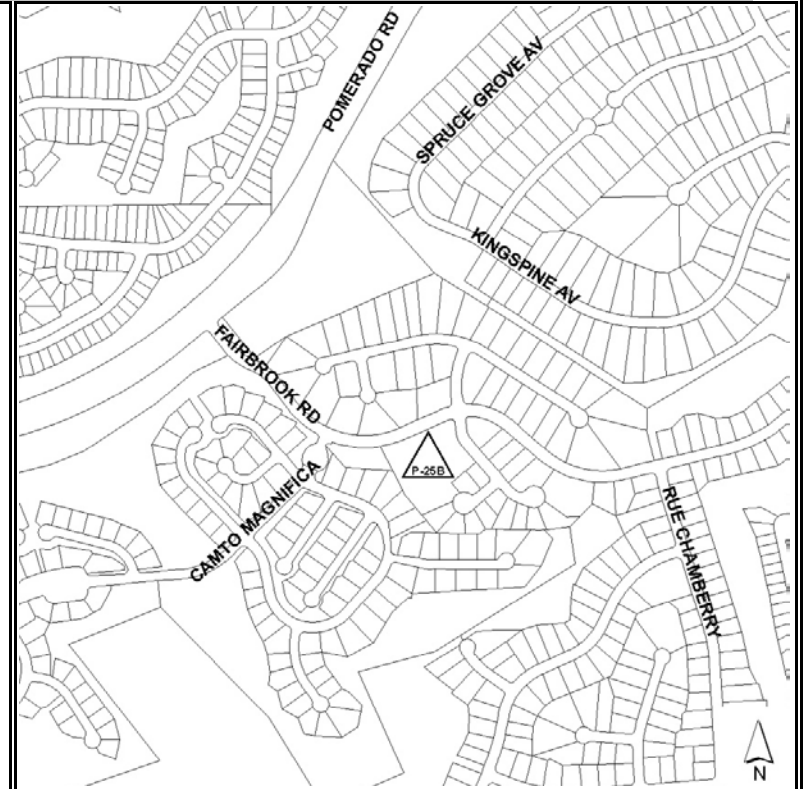 POMERADO RD
SPRUCE GROVE AV
KINGSPINE AV
FAIRBROOK RD
P-25B
CAMTO MAGNIFICA
RUE CHAMBERRY
N